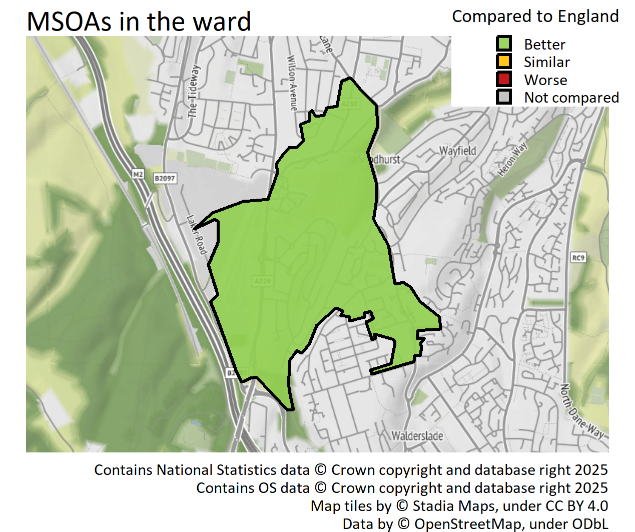 MSOAs in the ward
Compared to England
Better
Similar
Worse
Not compared
The Tideway
Wilson Avenue
Lane
dhurst
Wayfield
Heron Way
M2
B2097
Road
A229
RC9
B2
North Dane Way
Walderslade
Contains National Statistics data © Crown copyright and database right 2025
Contains OS data © Crown copyright and database right 2025
Map tiles by © Stadia Maps, under CC BY 4.0
Data by © OpenStreetMap, under ODbL